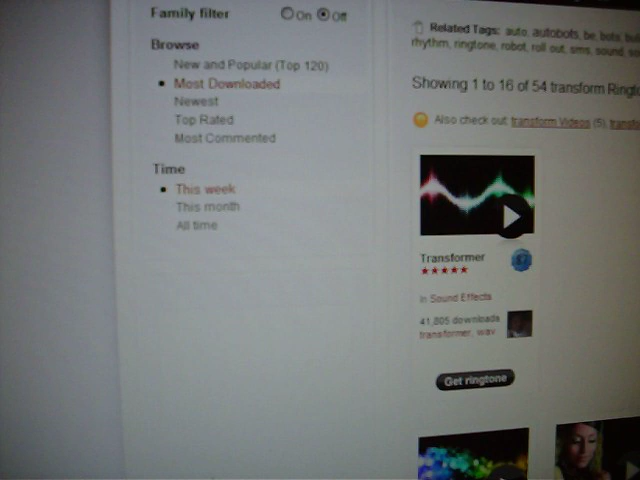 Family filter On Off
Browse
New and Popular (Top 120)
Most Downloaded
Newest
Top Rated
Most Commented
Time
This week
This month
All time
Related Tags: auto, autobots, be, bots,
rhythm, ringtone, robot, roll out, sms, sound,
Showing 1 to 16 of 54 transform
Also check out transform Videos (5),
Transformer
In Sound Effects
41,805 downloads
transformer, wav
Get ringtone